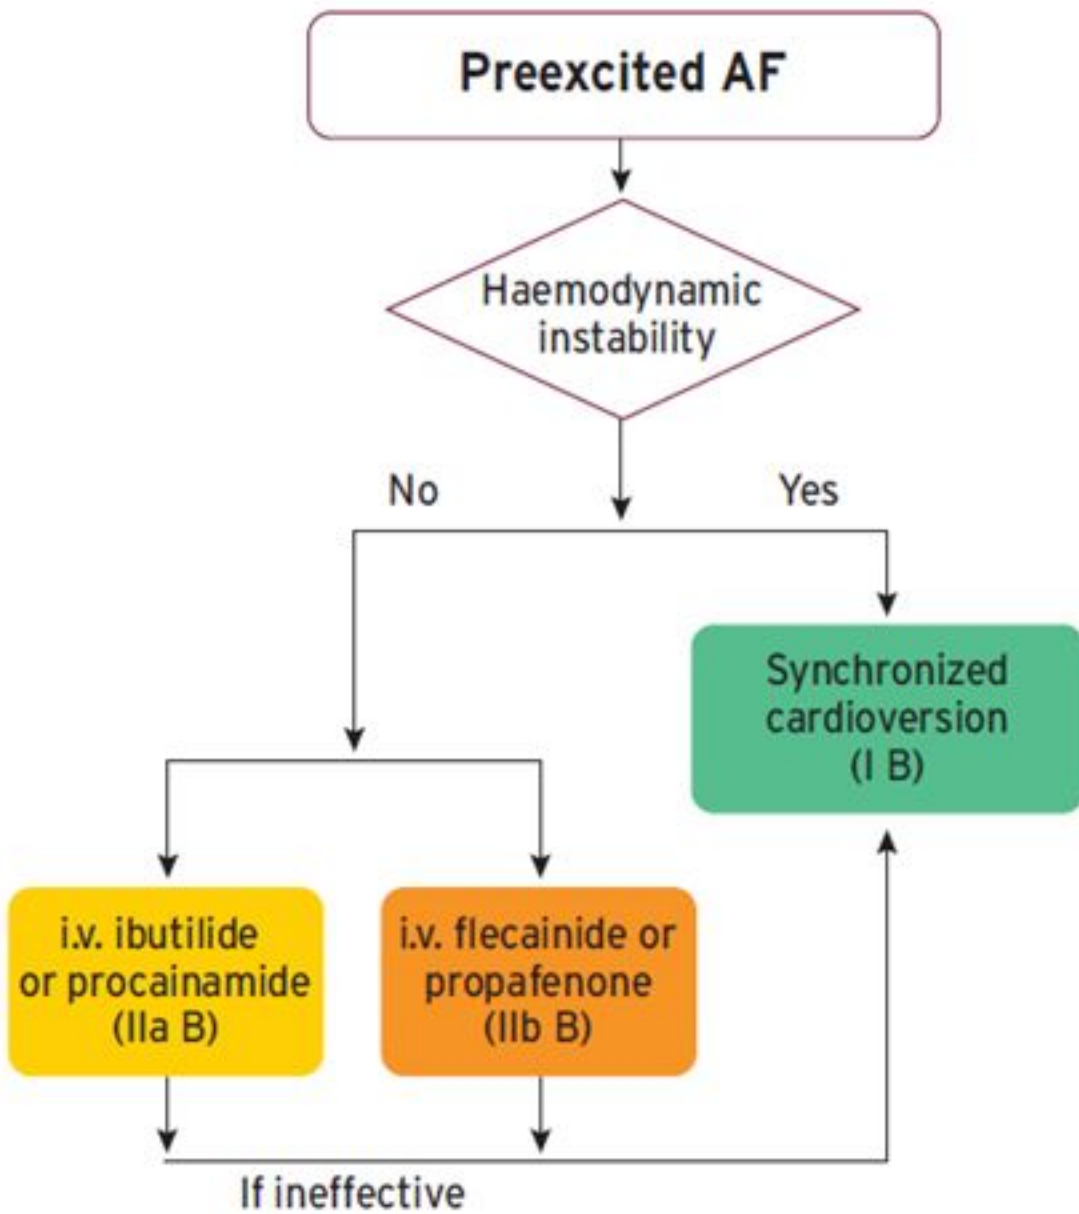 Preexcited AF
Haemodynamic
instability
No
Yes
Synchronized
cardioversion
(I B)
i.v. ibutilide
or procainamide
(IIa B)
i.v. flecainide or
propafenone
(IIb B)
If ineffective